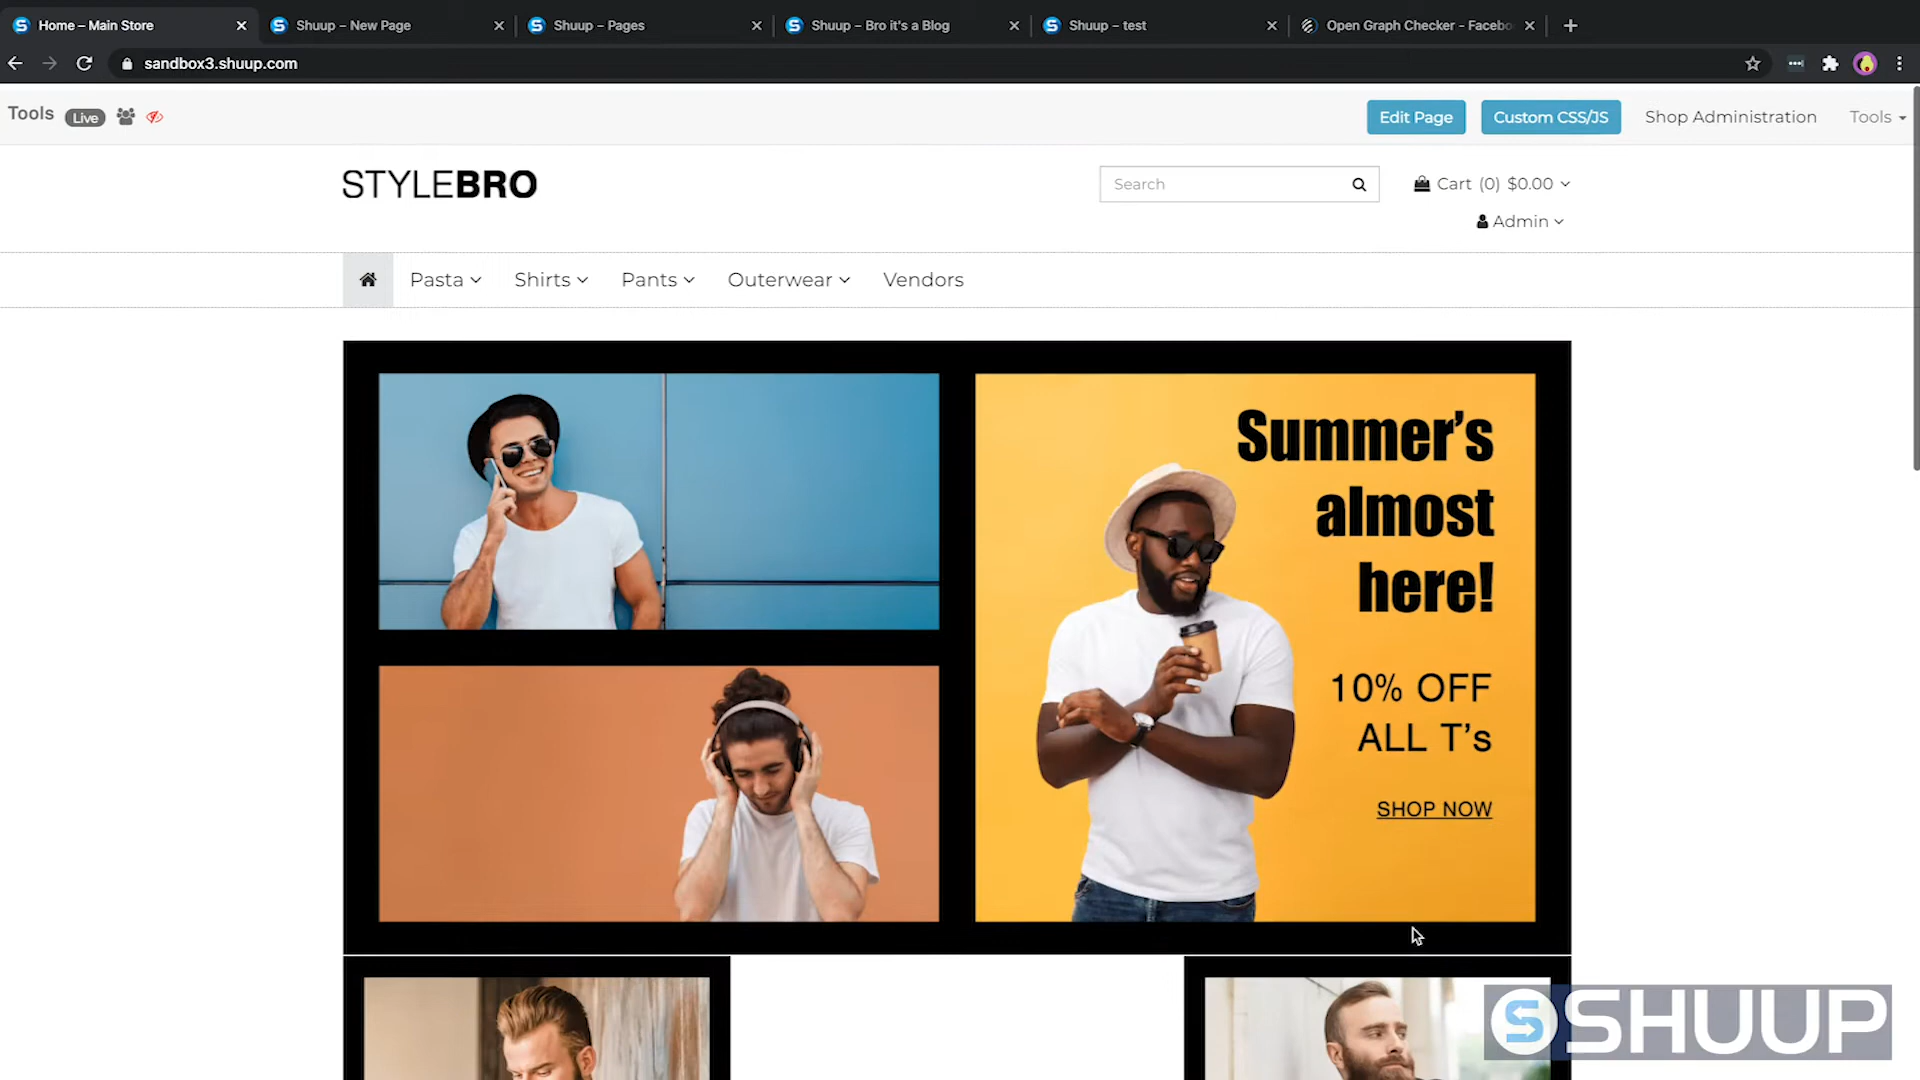 Home – Main Store
Shuup – New Page
Shuup – Pages
Shuup – Bro it's a Blog
Shuup – test
Open Graph Checker - Facebo
sandbox3.shuup.com
Tools
Live
Edit Page
Custom CSS/JS
Shop Administration
Tools
STYLEBRO
Search
Cart (0) $0.00
Admin
Pasta
Shirts
Pants
Outerwear
Vendors
Summer's
almost
here!
10% OFF
ALL T's
SHOP NOW
SHUUP